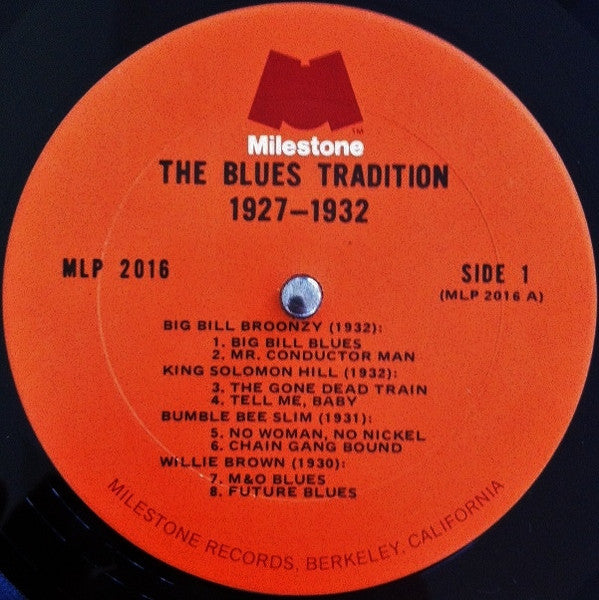 TM
Milestone
THE BLUES TRADITION
1927–1932
MLP 2016
SIDE 1
(MLP 2016 A)
BIG BILL BROONZY (1932):
1. BIG BILL BLUES
2. MR. CONDUCTOR MAN
KING SOLOMON HILL (1932):
3. THE GONE DEAD TRAIN
4. TELL ME, BABY
BUMBLE BEE SLIM (1931):
5. NO WOMAN, NO NICKEL
6. CHAIN GANG BOUND
WILLIE BROWN (1930):
7. M&O BLUES
8. FUTURE BLUES
MILESTONE RECORDS, BERKELEY, CALIFORNIA